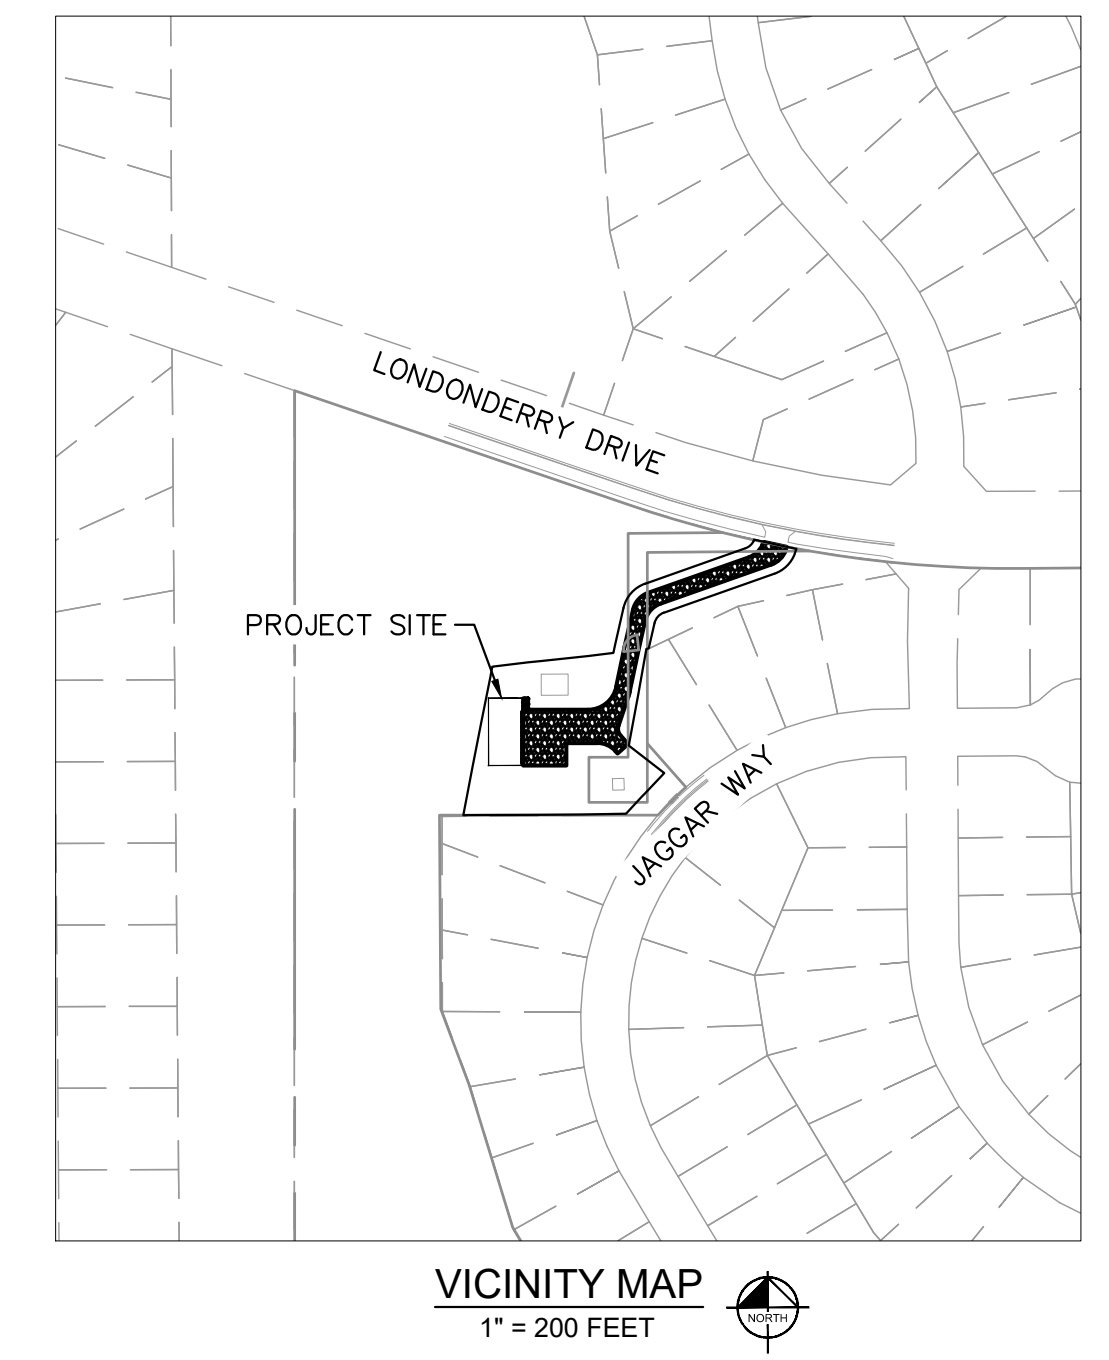 LONDONDERRY DRIVE
PROJECT SITE
JAGGAR WAY
VICINITY MAP
1" = 200 FEET
NORTH